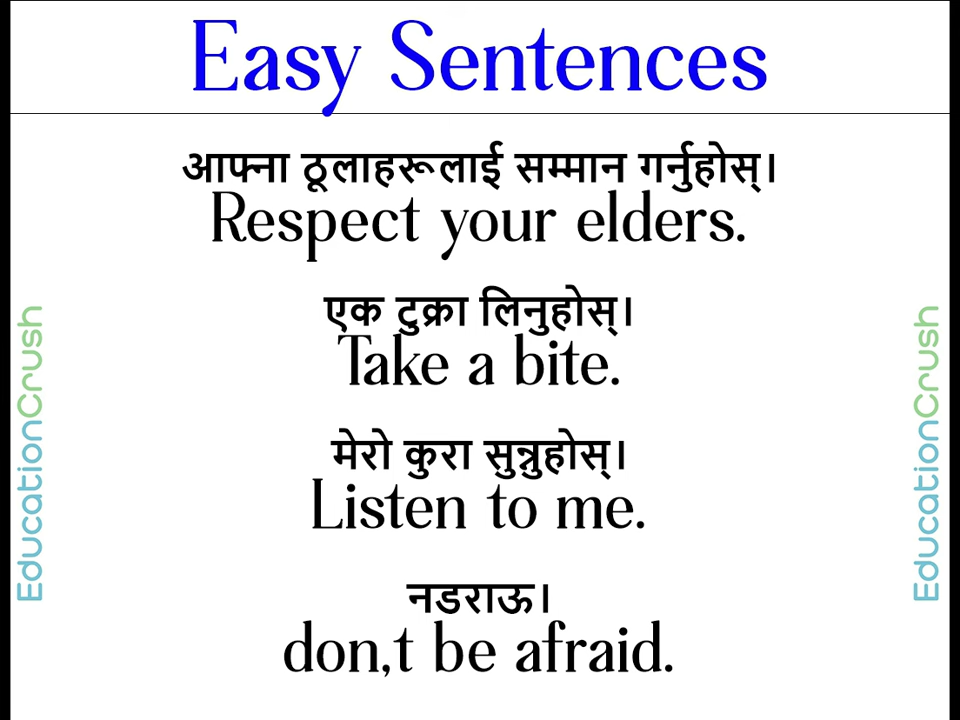 Easy Sentences
आफ्ना ठूलाहरूलाई सम्मान गर्नुहोस्।
Respect your elders.
एक टुक्रा लिनुहोस्।
Take a bite.
मेरो कुरा सुन्नुहोस्।
Listen to me.
नडराऊ।
don,t be afraid.
EducationCrush
EducationCrush